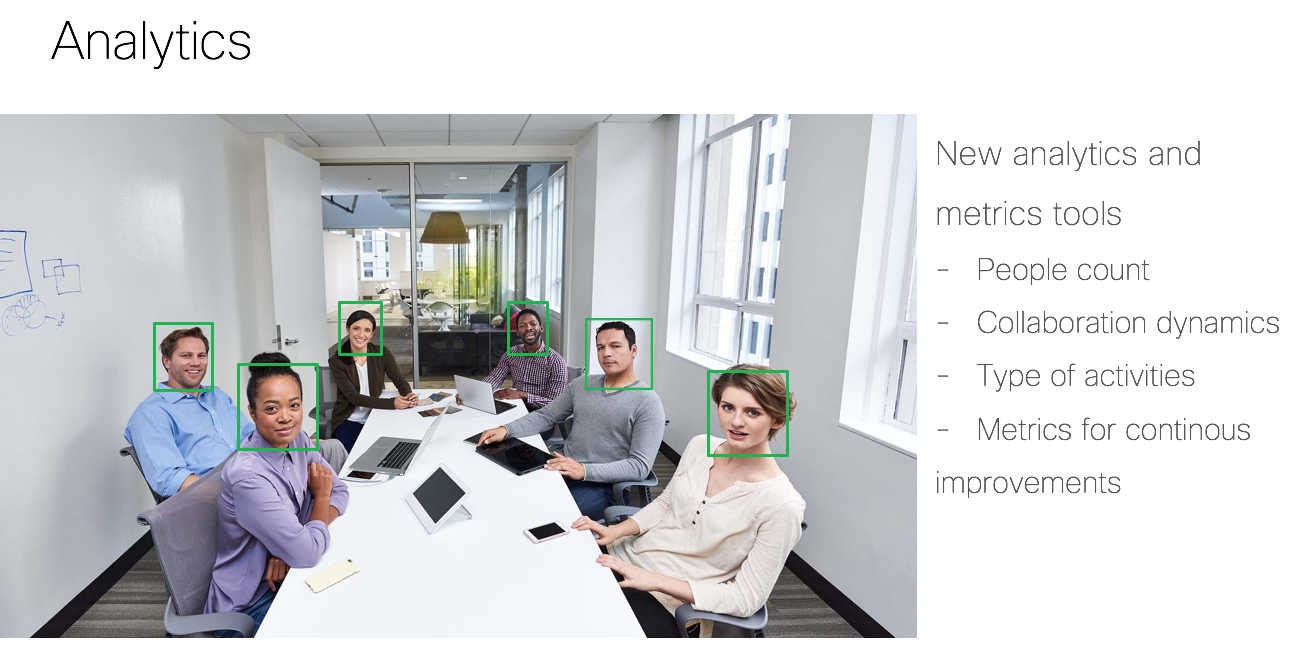 Analytics
New analytics and
metrics tools
- People count
- Collaboration dynamics
- Type of activities
- Metrics for continous
improvements